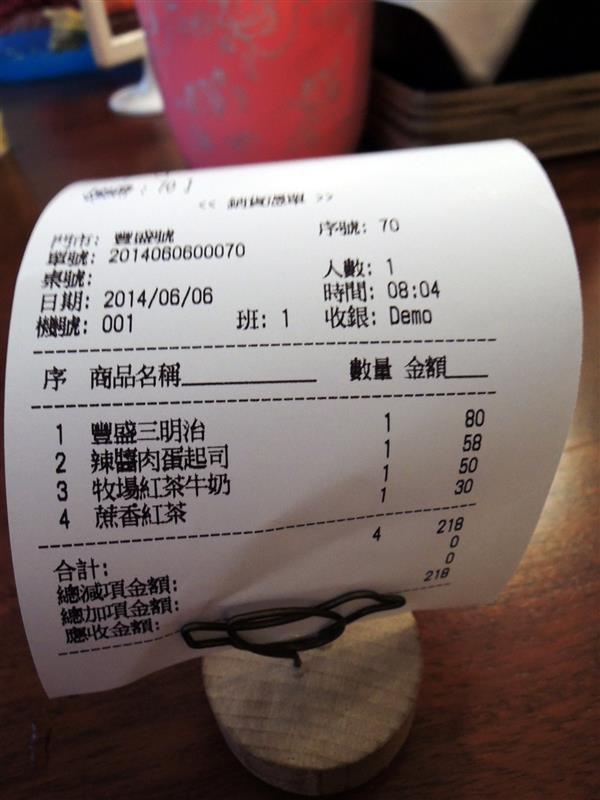 << 銷貨憑單 >>
門市: 豐盛號 序號: 70
單號: 2014060600070
桌號: 人數: 1
日期: 2014/06/06 時間: 08:04
機號: 001 班: 1 收銀: Demo
序 商品名稱 數量 金額
1 豐盛三明治 1 80
2 辣醬肉蛋起司 1 58
3 牧場紅茶牛奶 1 50
4 蔗香紅茶 1 30
合計: 4 218
總減項金額: 0
總加項金額: 0
應收金額: 218